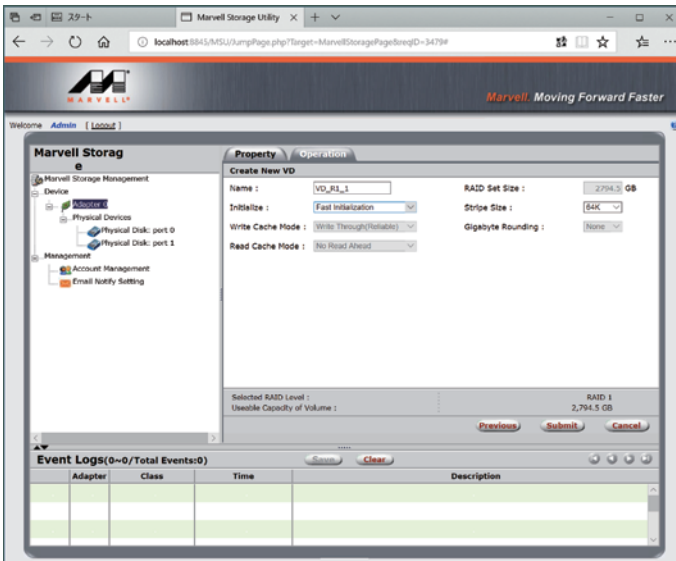 スタート
Marvell Storage Utility
localhost:8845/MSU/JumpPage.php?Target=MarvellStoragePage&reqID=3479#
MARVELL®
Marvell. Moving Forward Faster
Welcome Admin [ Logout ]
Marvell Storag
e
Marvell Storage Management
Device
Adapter 0
Physical Devices
Physical Disk: port 0
Physical Disk: port 1
Management
Account Management
Email Notify Setting
Property
Operation
Create New VD
Name : VD_R1_1
RAID Set Size : 2794.5 GB
Initialize : Fast Initialization
Stripe Size : 64K
Write Cache Mode : Write Through(Reliable)
Gigabyte Rounding : None
Read Cache Mode : No Read Ahead
Selected RAID Level : RAID 1
Useable Capacity of Volume : 2,794.5 GB
Previous Submit Cancel
Event Logs(0~0/Total Events:0) Save Clear
Adapter Class Time Description